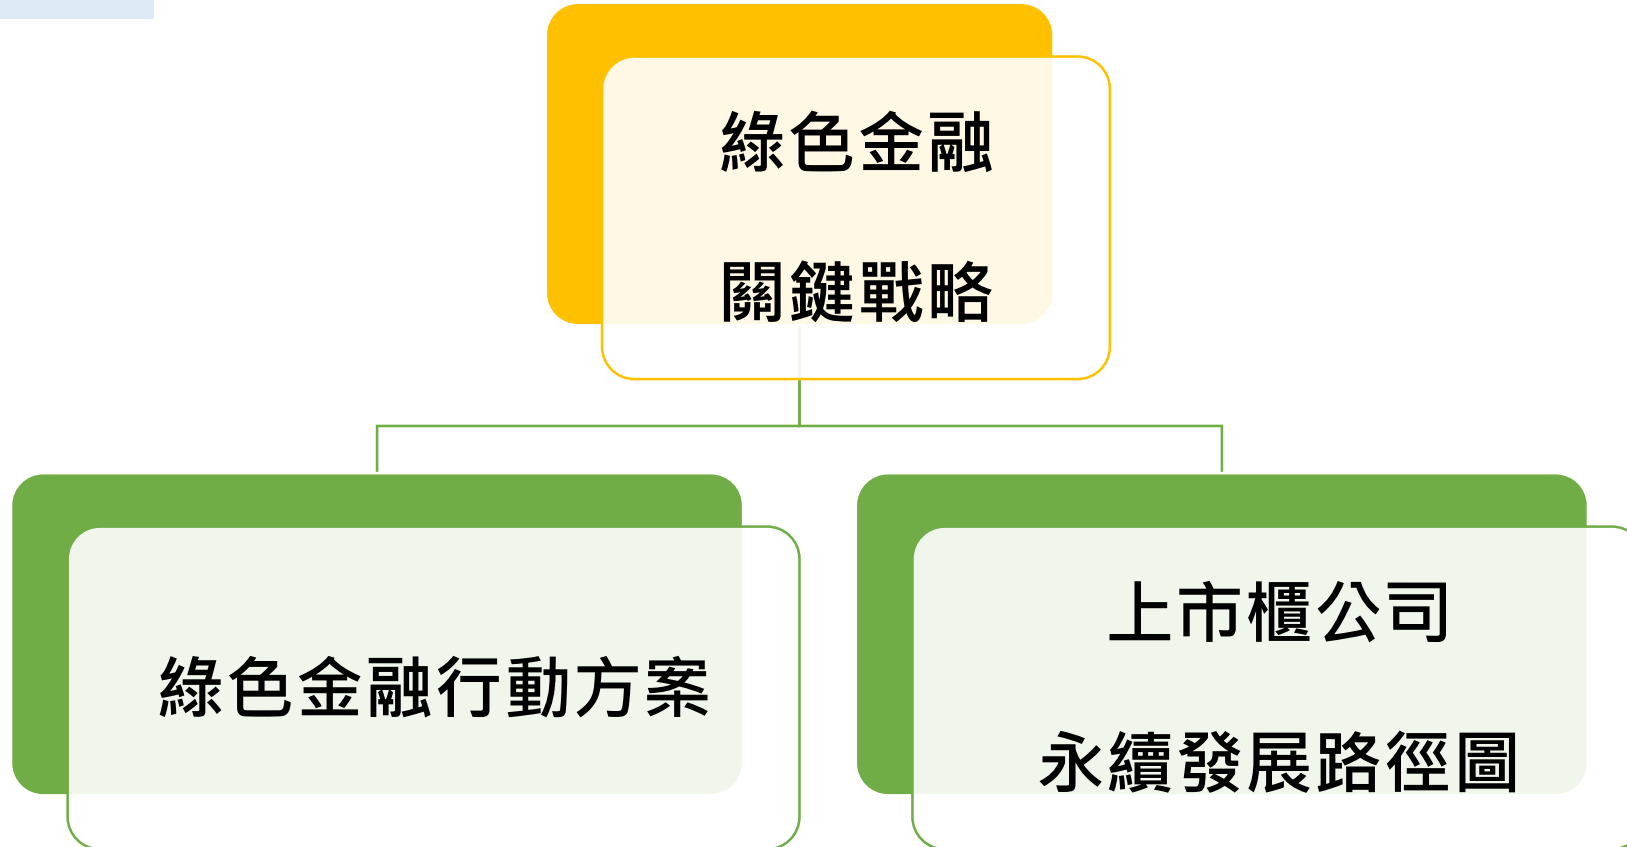 綠色金融
關鍵戰略
綠色金融行動方案
上市櫃公司
永續發展路徑圖